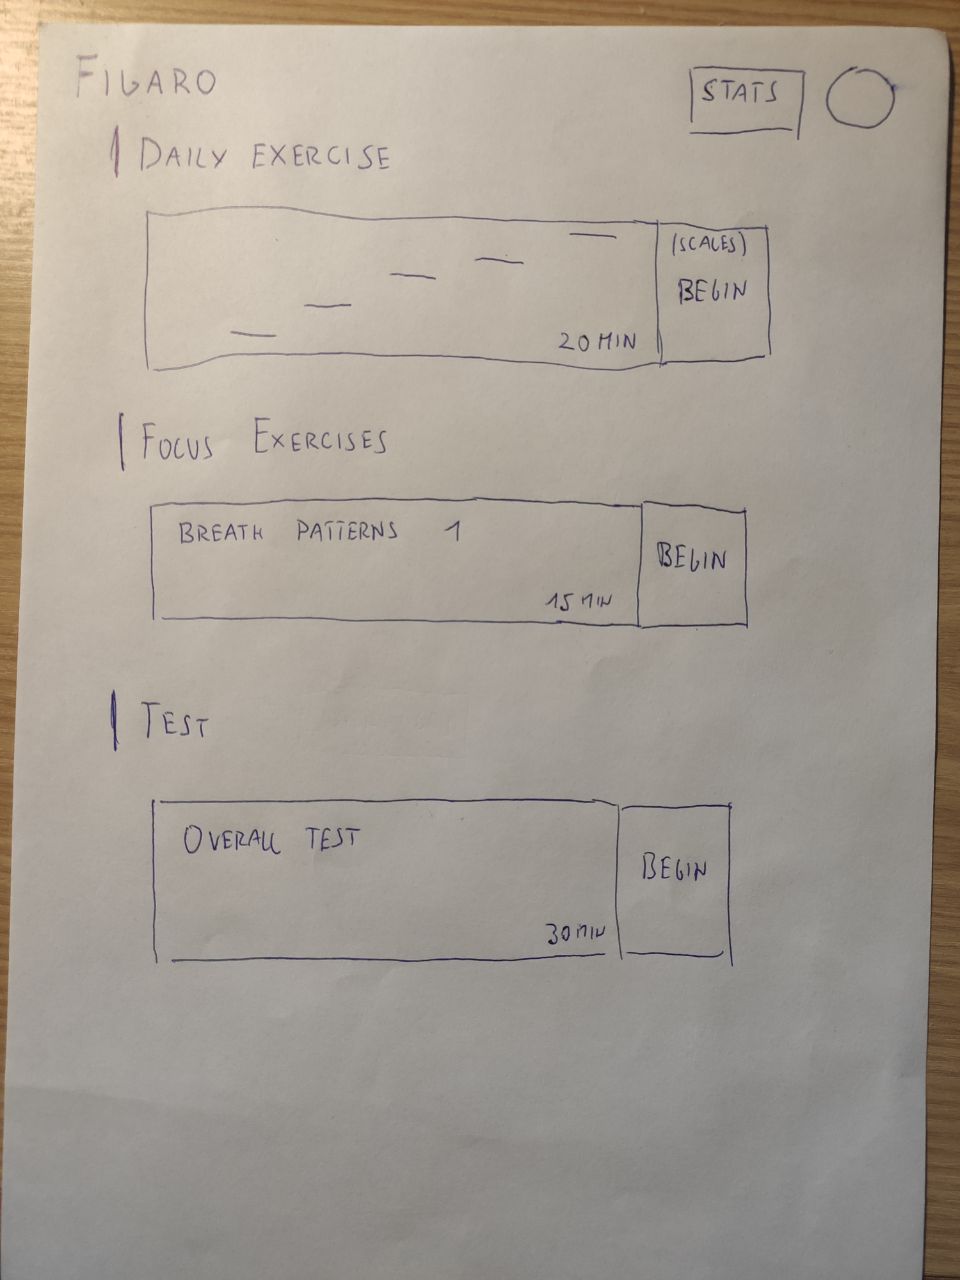 FIGARO
STATS
DAILY EXERCISE
(SCALES)
BEGIN
20 MIN
FOCUS EXERCISES
BREATH PATTERNS 1
BEGIN
15 MIN
TEST
OVERALL TEST
BEGIN
30 MIN